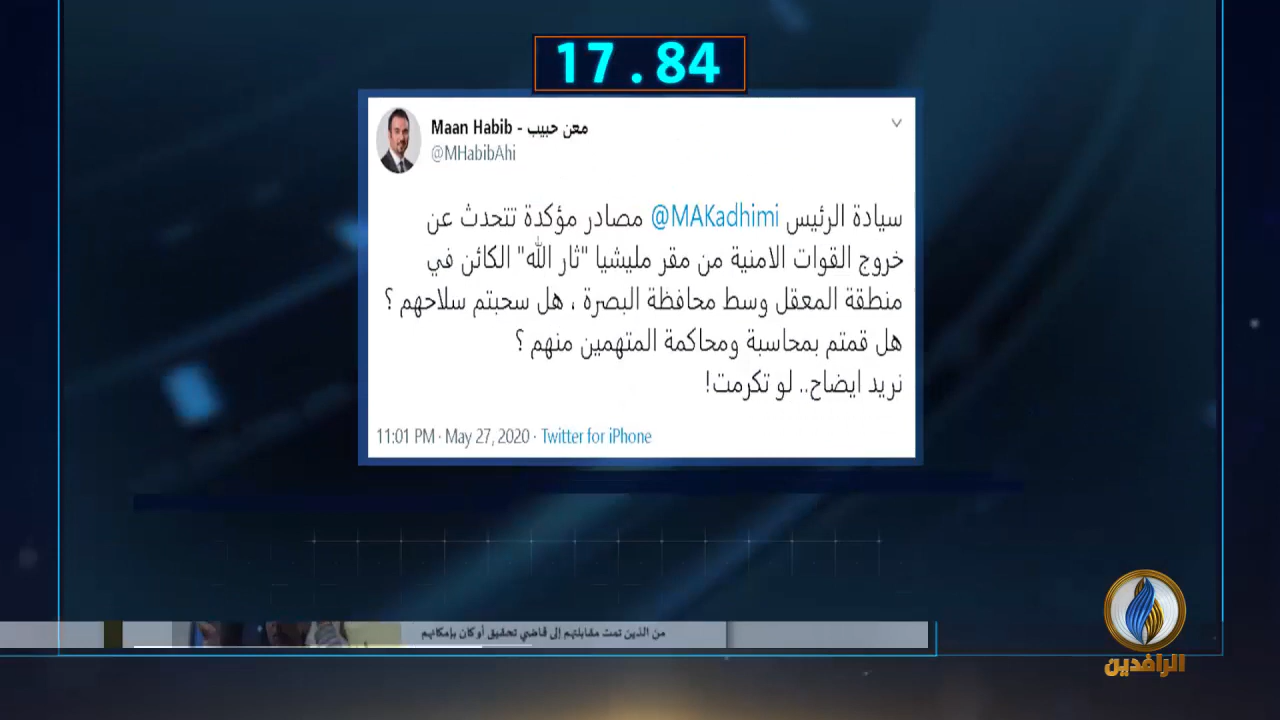 17.84
Maan Habib - معن حبيب
@MHabibAhi
سيادة الرئيس @MAKadhimi مصادر مؤكدة تتحدث عن
خروج القوات الامنية من مقر مليشيا "ثار الله" الكائن في
منطقة المعقل وسط محافظة البصرة ، هل سحبتم سلاحهم ؟
هل قمتم بمحاسبة ومحاكمة المتهمين منهم ؟
نريد ايضاح.. لو تكرمت!
11:01 PM · May 27, 2020 · Twitter for iPhone
من الذين تمت مقابلتهم إلى قاضي تحقيق أو كان بإمكانهم
الرافدين